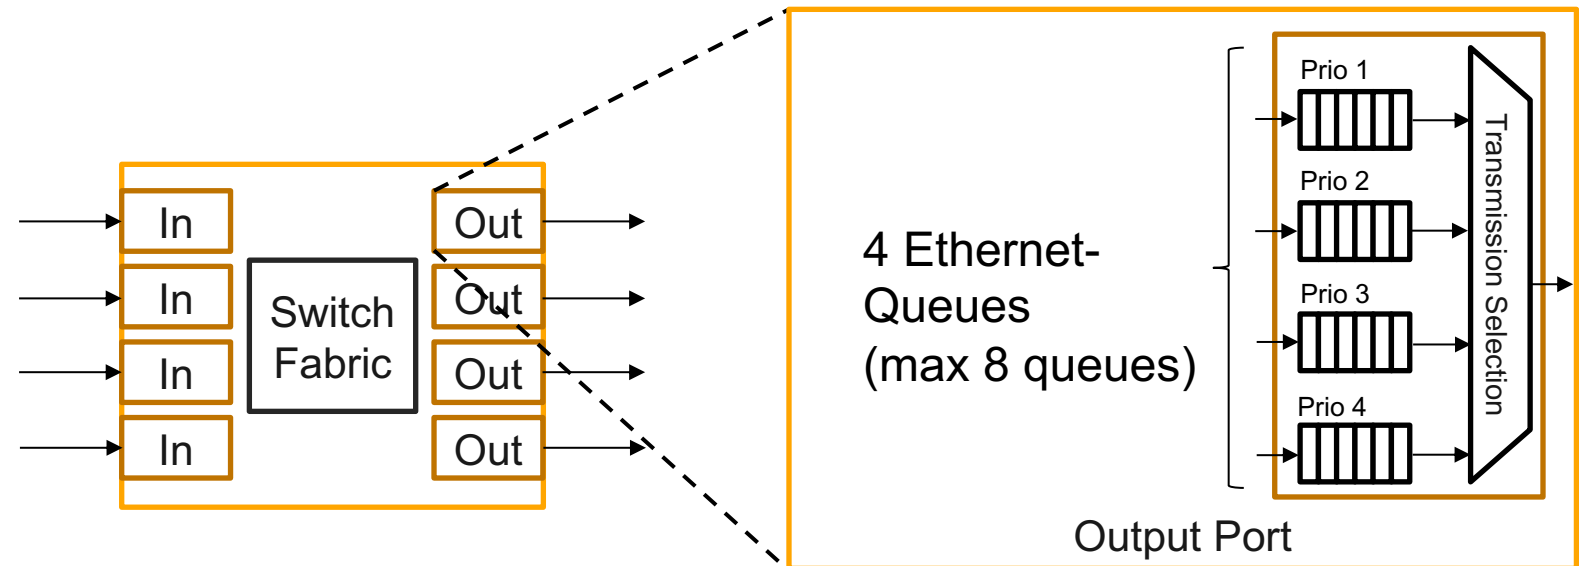 In
In
In
In
Switch
Fabric
Out
Out
Out
Out
4 Ethernet-
Queues
(max 8 queues)
Prio 1
Prio 2
Prio 3
Prio 4
Transmission Selection
Output Port